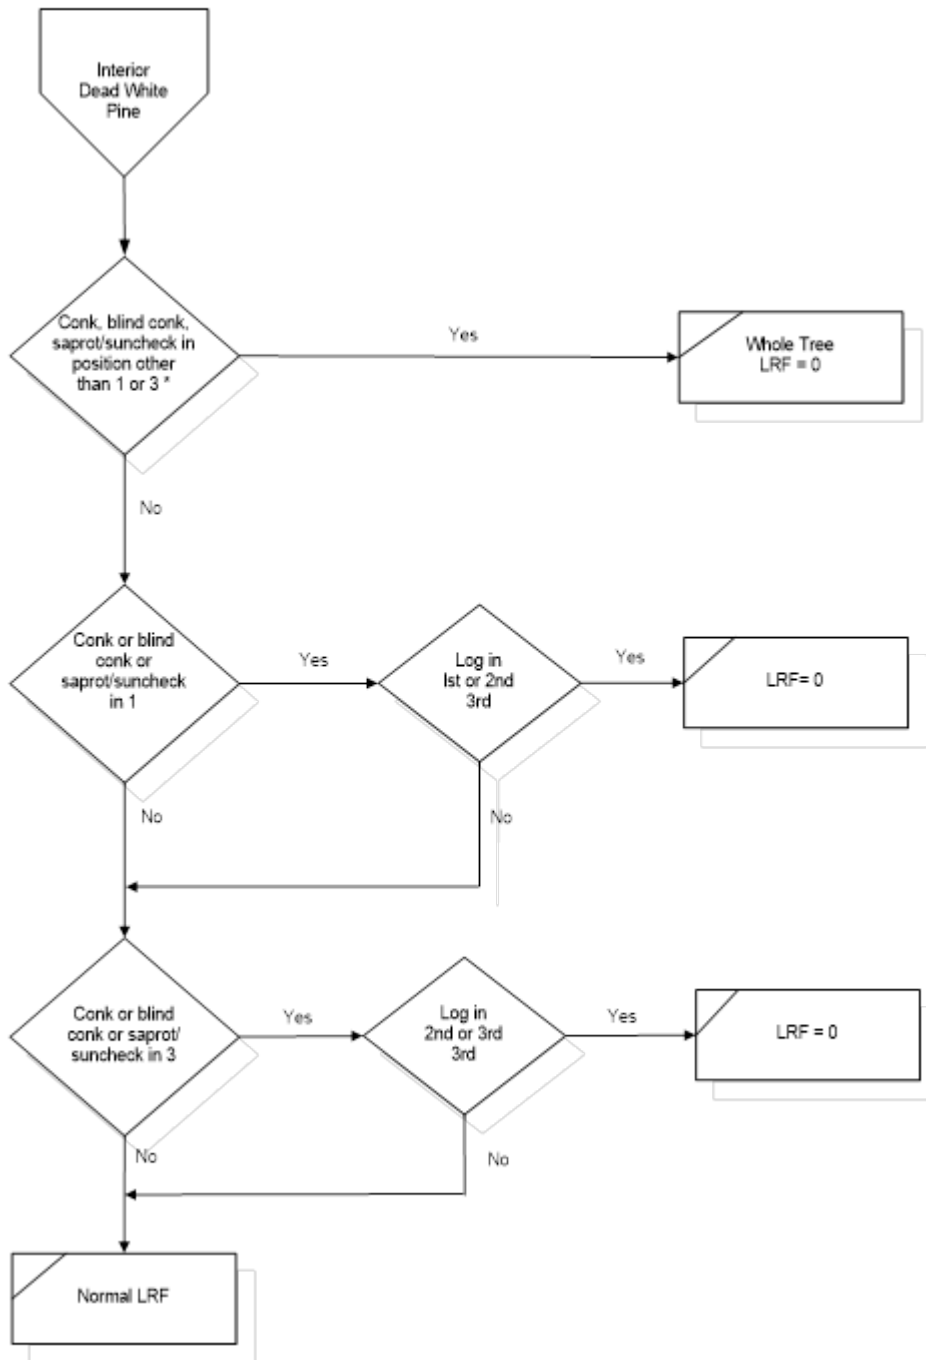 Interior
Dead White
Pine
Conk, blind conk,
saprot/suncheck in
position other
than 1 or 3 *
Yes
Whole Tree
LRF = 0
No
Conk or blind
conk or
saprot/suncheck
in 1
Yes
Log in
Ist or 2nd
3rd
Yes
LRF= 0
No
No
Conk or blind
conk or saprot/
suncheck in 3
Yes
Log in
2nd or 3rd
3rd
Yes
LRF = 0
No
No
Normal LRF